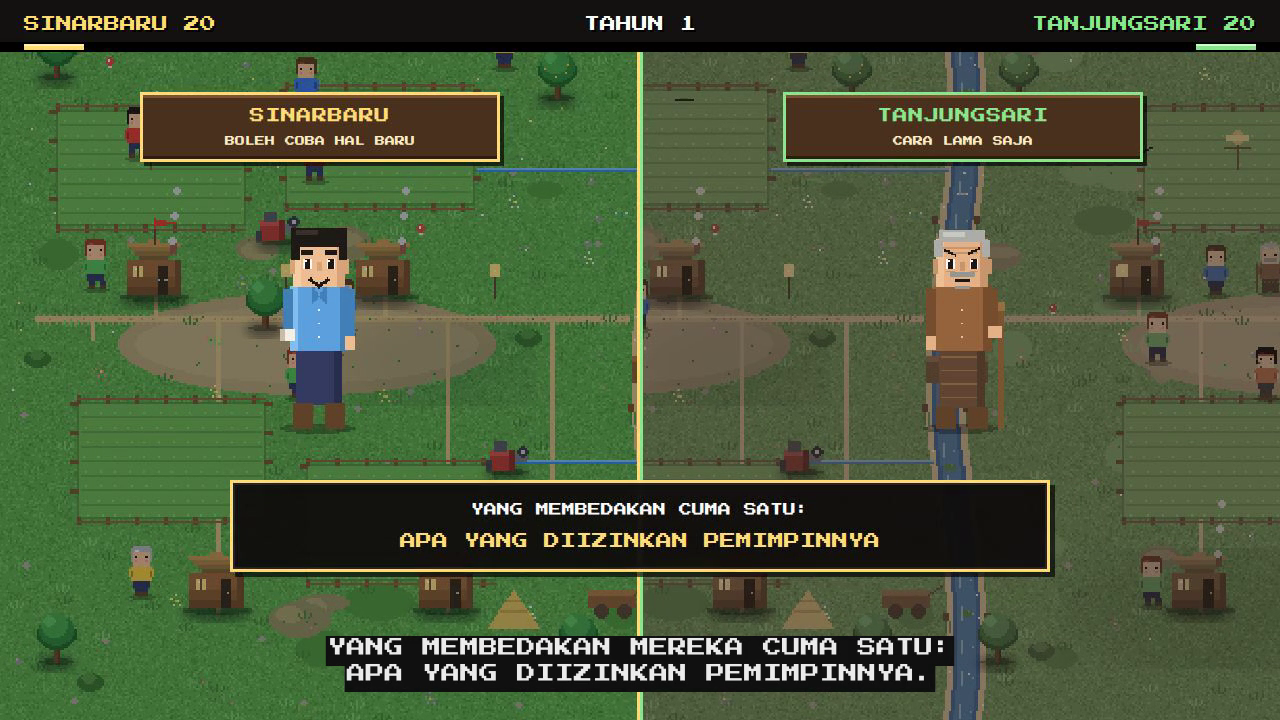 SINARBARU 20
TAHUN 1
TANJUNGSARI 20
SINARBARU
BOLEH COBA HAL BARU
TANJUNGSARI
CARA LAMA SAJA
YANG MEMBEDAKAN CUMA SATU:
APA YANG DIIZINKAN PEMIMPINNYA
YANG MEMBEDAKAN MEREKA CUMA SATU:
APA YANG DIIZINKAN PEMIMPINNYA.